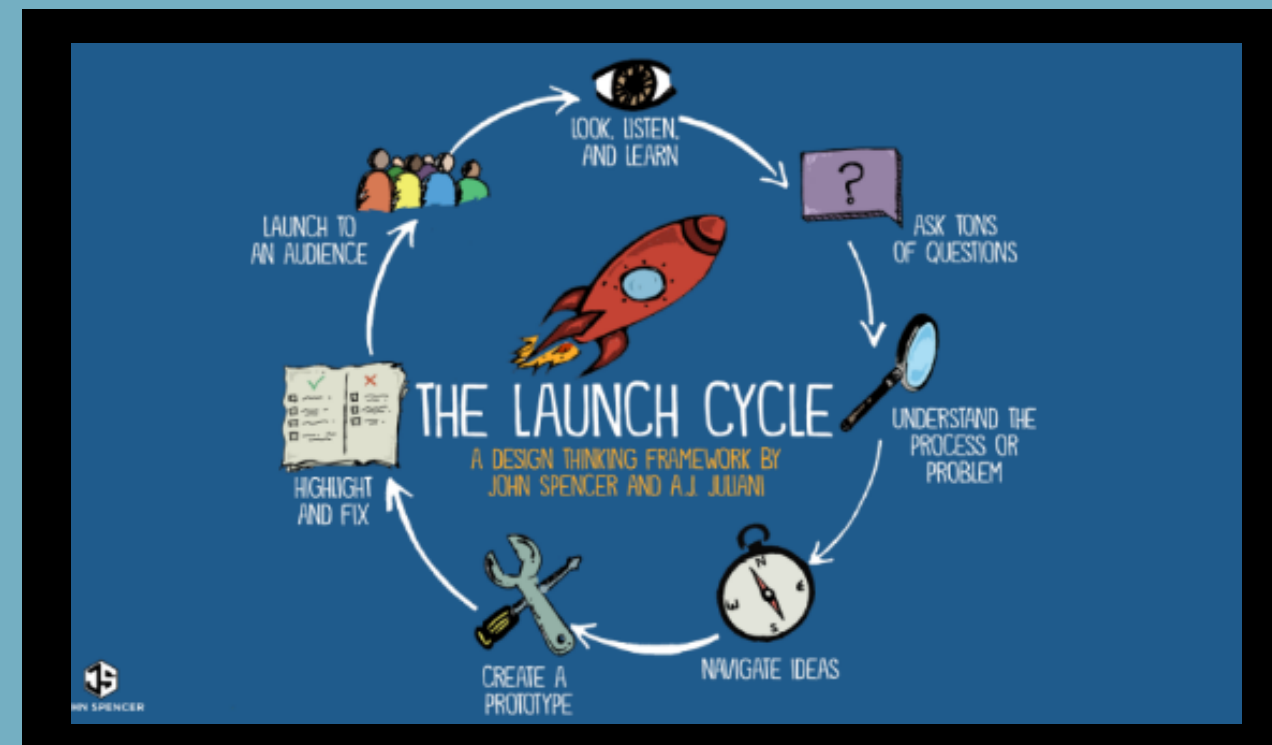 LOOK, LISTEN,
AND LEARN
?
ASK TONS
OF QUESTIONS
UNDERSTAND THE
PROCESS OR
PROBLEM
N
E
S
NAVIGATE IDEAS
CREATE A
PROTOTYPE
HIGHLIGHT
AND FIX
LAUNCH TO
AN AUDIENCE
THE LAUNCH CYCLE
A DESIGN THINKING FRAMEWORK BY
JOHN SPENCER AND A.J. JULIANI
JS
HN SPENCER